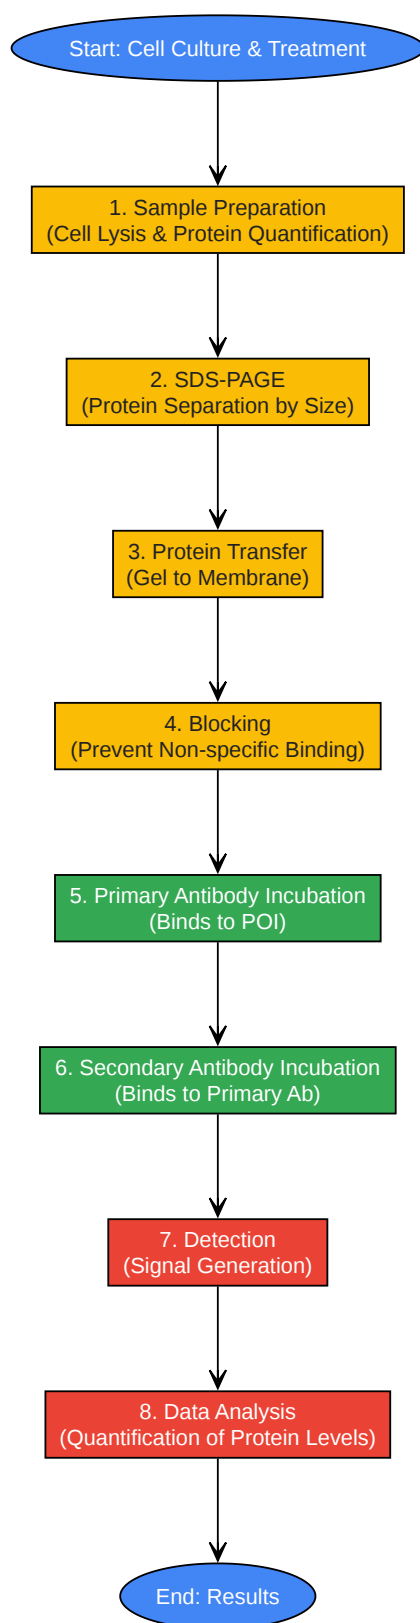 Start: Cell Culture & Treatment
1. Sample Preparation
(Cell Lysis & Protein Quantification)
2. SDS-PAGE
(Protein Separation by Size)
3. Protein Transfer
(Gel to Membrane)
4. Blocking
(Prevent Non-specific Binding)
5. Primary Antibody Incubation
(Binds to POI)
6. Secondary Antibody Incubation
(Binds to Primary Ab)
7. Detection
(Signal Generation)
8. Data Analysis
(Quantification of Protein Levels)
End: Results